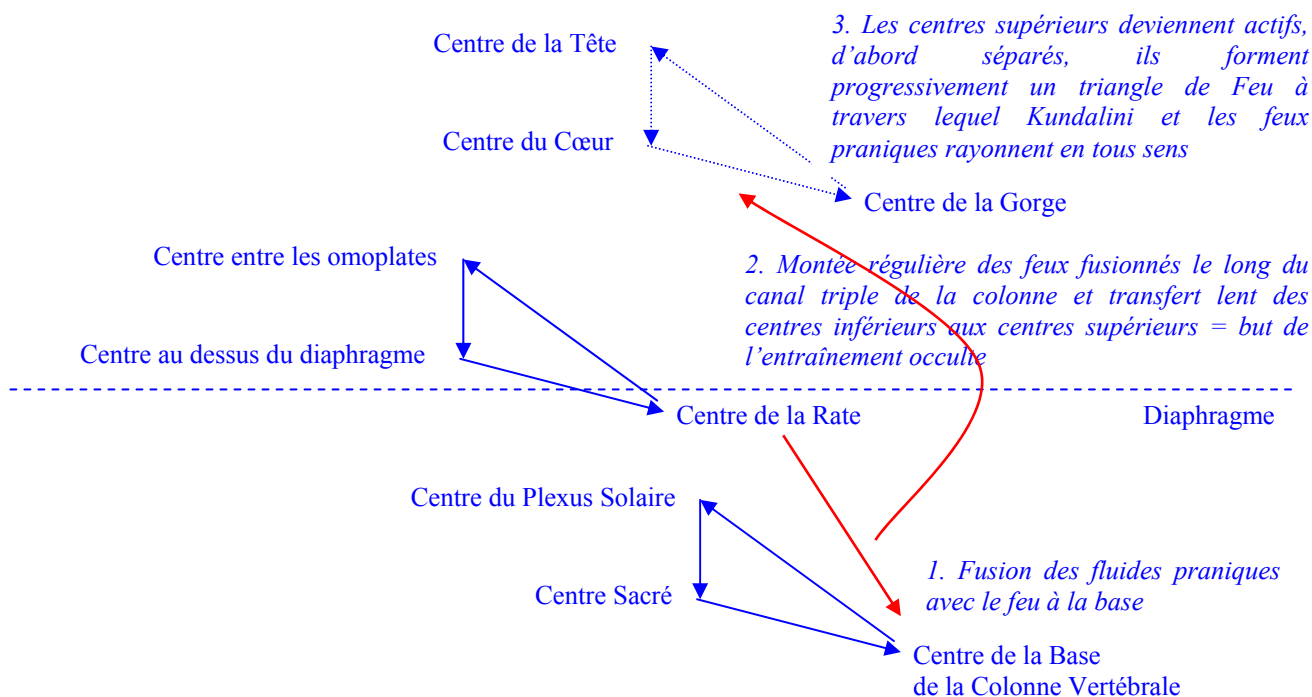 Centre de la Tête
3. Les centres supérieurs deviennent actifs,
d’abord séparés, ils forment
progressivement un triangle de Feu à
travers lequel Kundalini et les feux
praniques rayonnent en tous sens
Centre du Cœur
Centre de la Gorge
Centre entre les omoplates
2. Montée régulière des feux fusionnés le long du
canal triple de la colonne et transfert lent des
centres inférieurs aux centres supérieurs = but de
l’entraînement occulte
Centre au dessus du diaphragme
Centre de la Rate
Diaphragme
Centre du Plexus Solaire
1. Fusion des fluides praniques
avec le feu à la base
Centre Sacré
Centre de la Base
de la Colonne Vertébrale